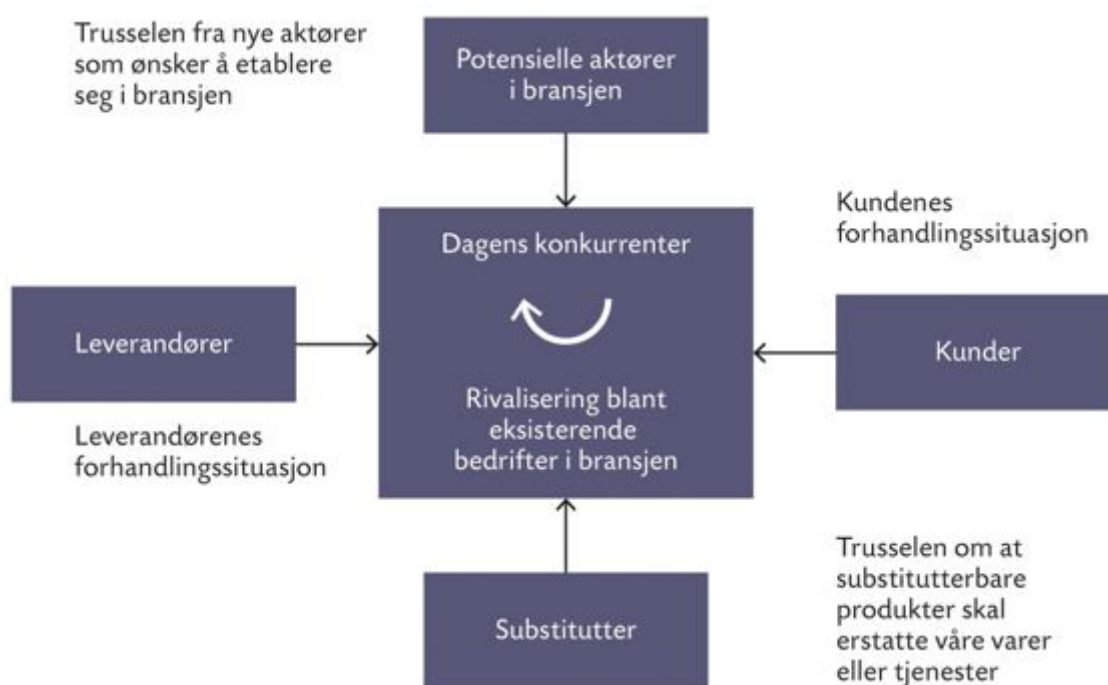 Trusselen fra nye aktører
som ønsker å etablere
seg i bransjen
Potensielle aktører
i bransjen
Kundenes
forhandlingssituasjon
Dagens konkurrenter
Leverandører
Kunder
Rivalisering blant
eksisterende
bedrifter i bransjen
Leverandørenes
forhandlingssituasjon
Trusselen om at
substitutterbare
produkter skal
erstatte våre varer
eller tjenester
Substitutter